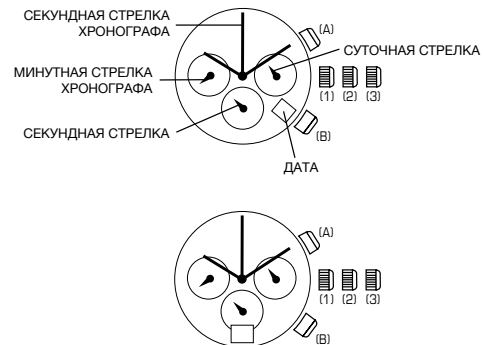 СЕКУНДНАЯ СТРЕЛКА
ХРОНОГРАФА
(A)
СУТОЧНАЯ СТРЕЛКА
МИНУТНАЯ СТРЕЛКА
ХРОНОГРАФА
(1) (2) (3)
СЕКУНДНАЯ СТРЕЛКА
(B)
ДАТА
(A)
(1) (2) (3)
(B)